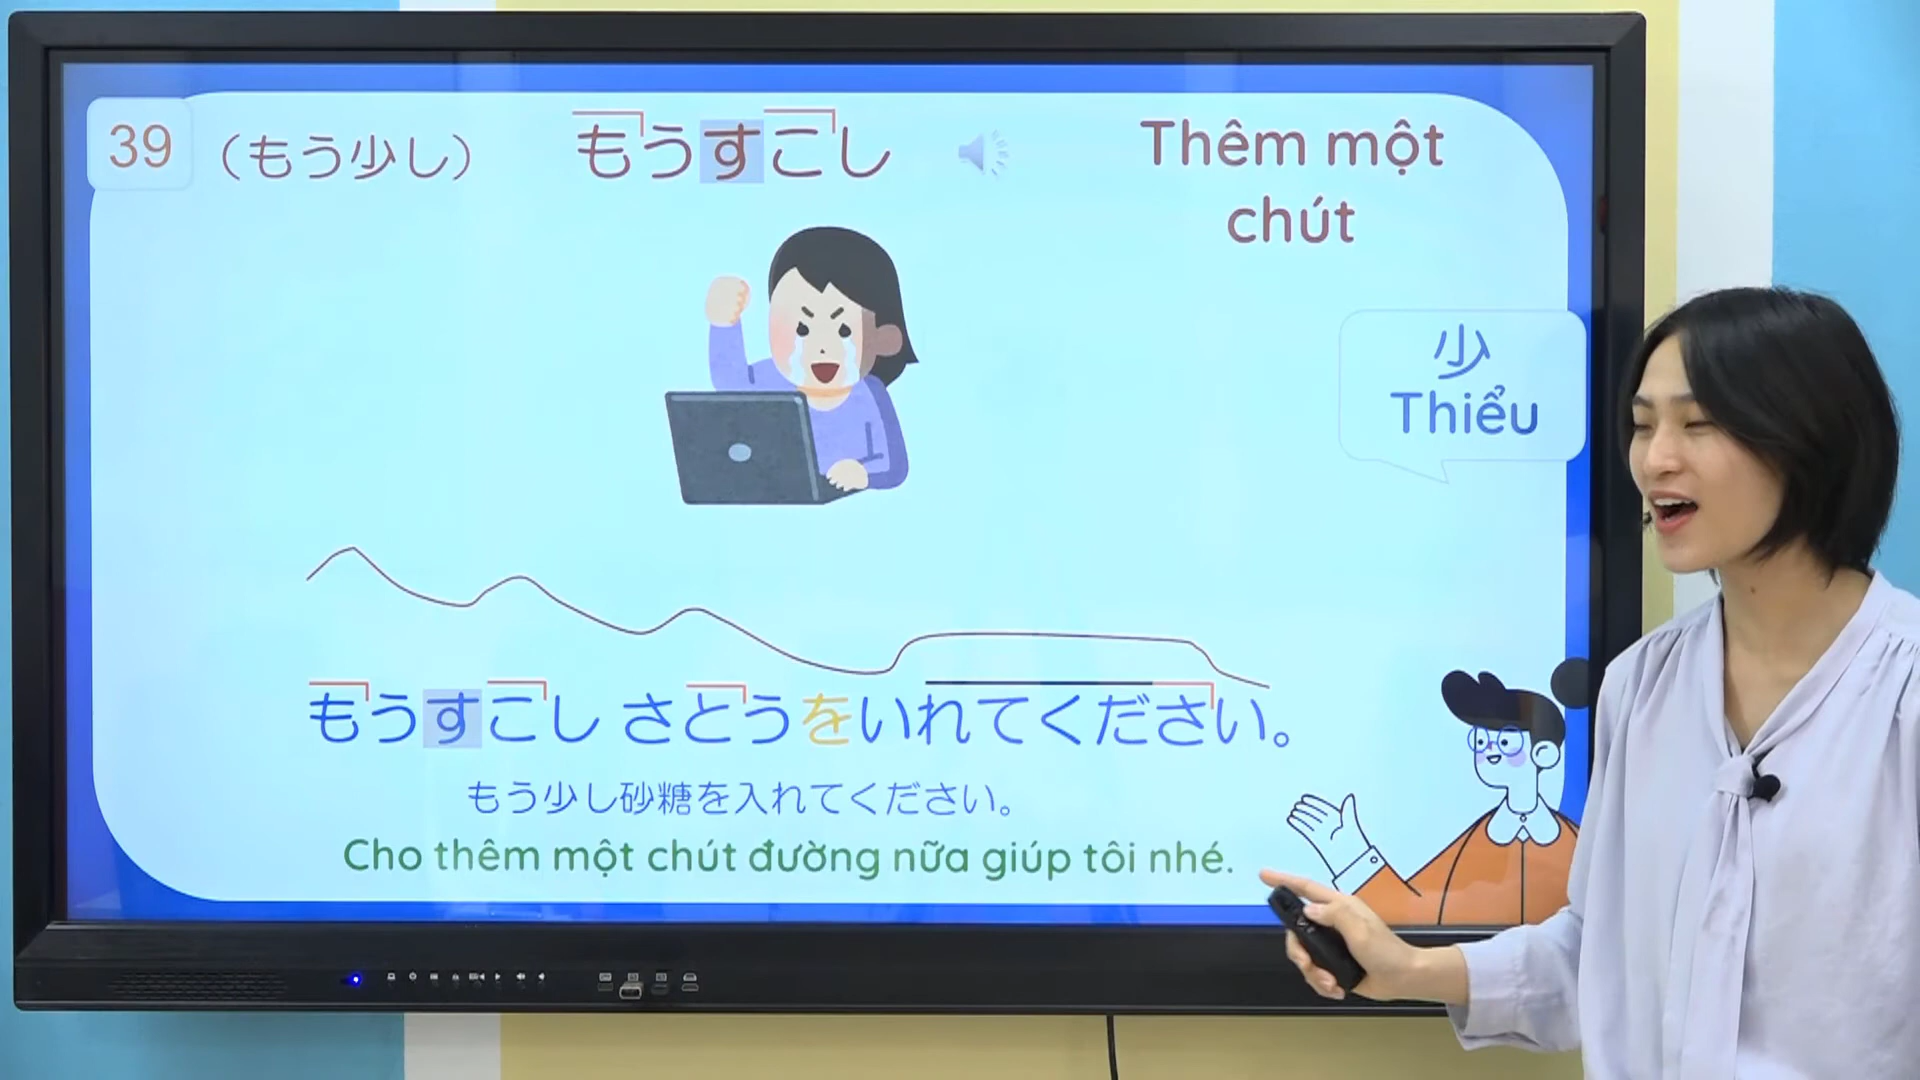 39 （もう少し） もうすこし Thêm một
chút
少
Thiểu
もうすこし さとうをいれてください。
もう少し砂糖を入れてください。
Cho thêm một chút đường nữa giúp tôi nhé.